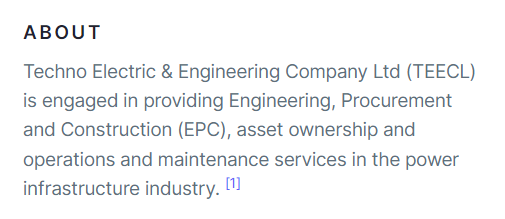 ABOUT
Techno Electric & Engineering Company Ltd (TEECL)
is engaged in providing Engineering, Procurement
and Construction (EPC), asset ownership and
operations and maintenance services in the power
infrastructure industry. [1]